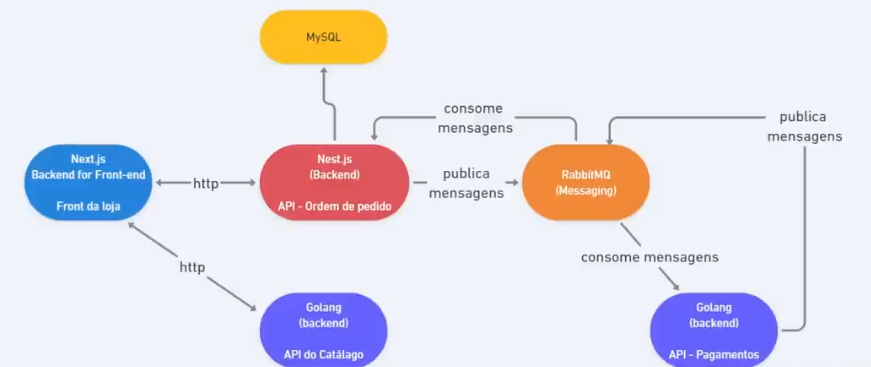 MySQL
consome
mensagens
publica
mensagens
Next.js
Backend for Front-end
Front da loja
http
Nest.js
(Backend)
API - Ordem de pedido
publica
mensagens
RabbitMQ
(Messaging)
http
consome mensagens
Golang
(backend)
API do Catálago
Golang
(backend)
API - Pagamentos